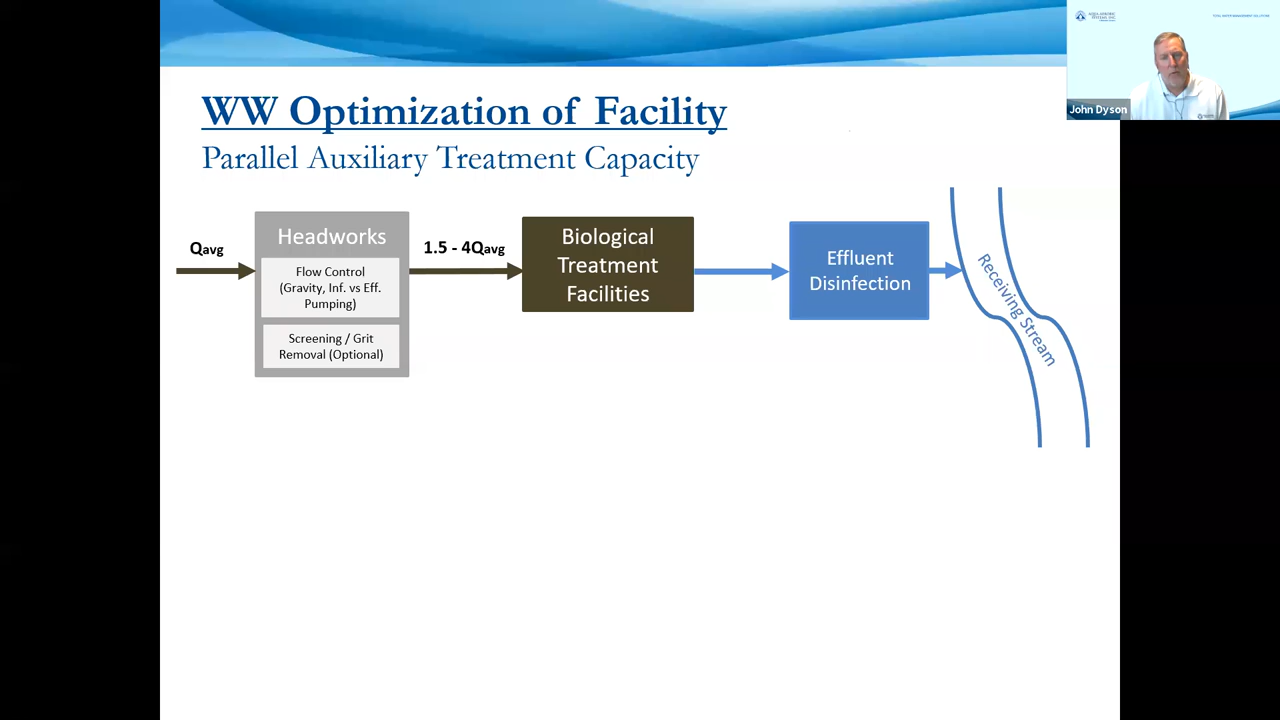 WW Optimization of Facility
Parallel Auxiliary Treatment Capacity
Qavg
Headworks
Flow Control
(Gravity, Inf. vs Eff.
Pumping)
Screening / Grit
Removal (Optional)
1.5 - 4Qavg
Biological
Treatment
Facilities
Effluent
Disinfection
Receiving Stream
John Dyson